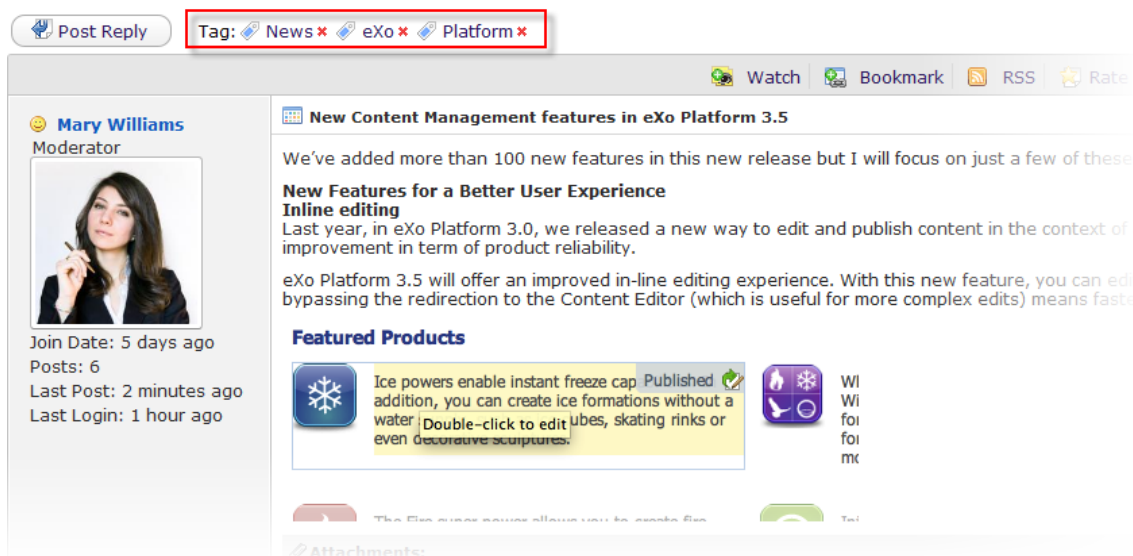 Post Reply
Tag: News eXo Platform
Watch Bookmark RSS Rate
Mary Williams
Moderator
Join Date: 5 days ago
Posts: 6
Last Post: 2 minutes ago
Last Login: 1 hour ago
New Content Management features in eXo Platform 3.5
We've added more than 100 new features in this new release but I will focus on just a few of these
New Features for a Better User Experience
Inline editing
Last year, in eXo Platform 3.0, we released a new way to edit and publish content in the context of
improvement in term of product reliability.
eXo Platform 3.5 will offer an improved in-line editing experience. With this new feature, you can edi
bypassing the redirection to the Content Editor (which is useful for more complex edits) means faste
Featured Products
Ice powers enable instant freeze cap Published
addition, you can create ice formations without a
water Double-click to edit ubes, skating rinks or
even decorative sculptures.
Wi
for
for
The Fire super power allows you to create fire
Attachments: